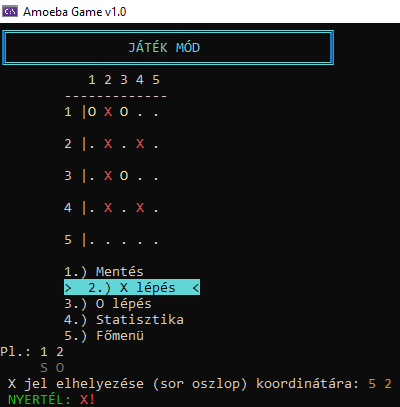 Amoeba Game v1.0
JÁTÉK MÓD
1 2 3 4 5
-------------
1 |O X O . .
2 |. X . X .
3 |. X O . .
4 |. X . X .
5 |. . . . .
1.) Mentés
> 2.) X lépés <
3.) O lépés
4.) Statisztika
5.) Főmenü
Pl.: 1 2
S O
X jel elhelyezése (sor oszlop) koordinátára: 5 2
NYERTÉL: X!